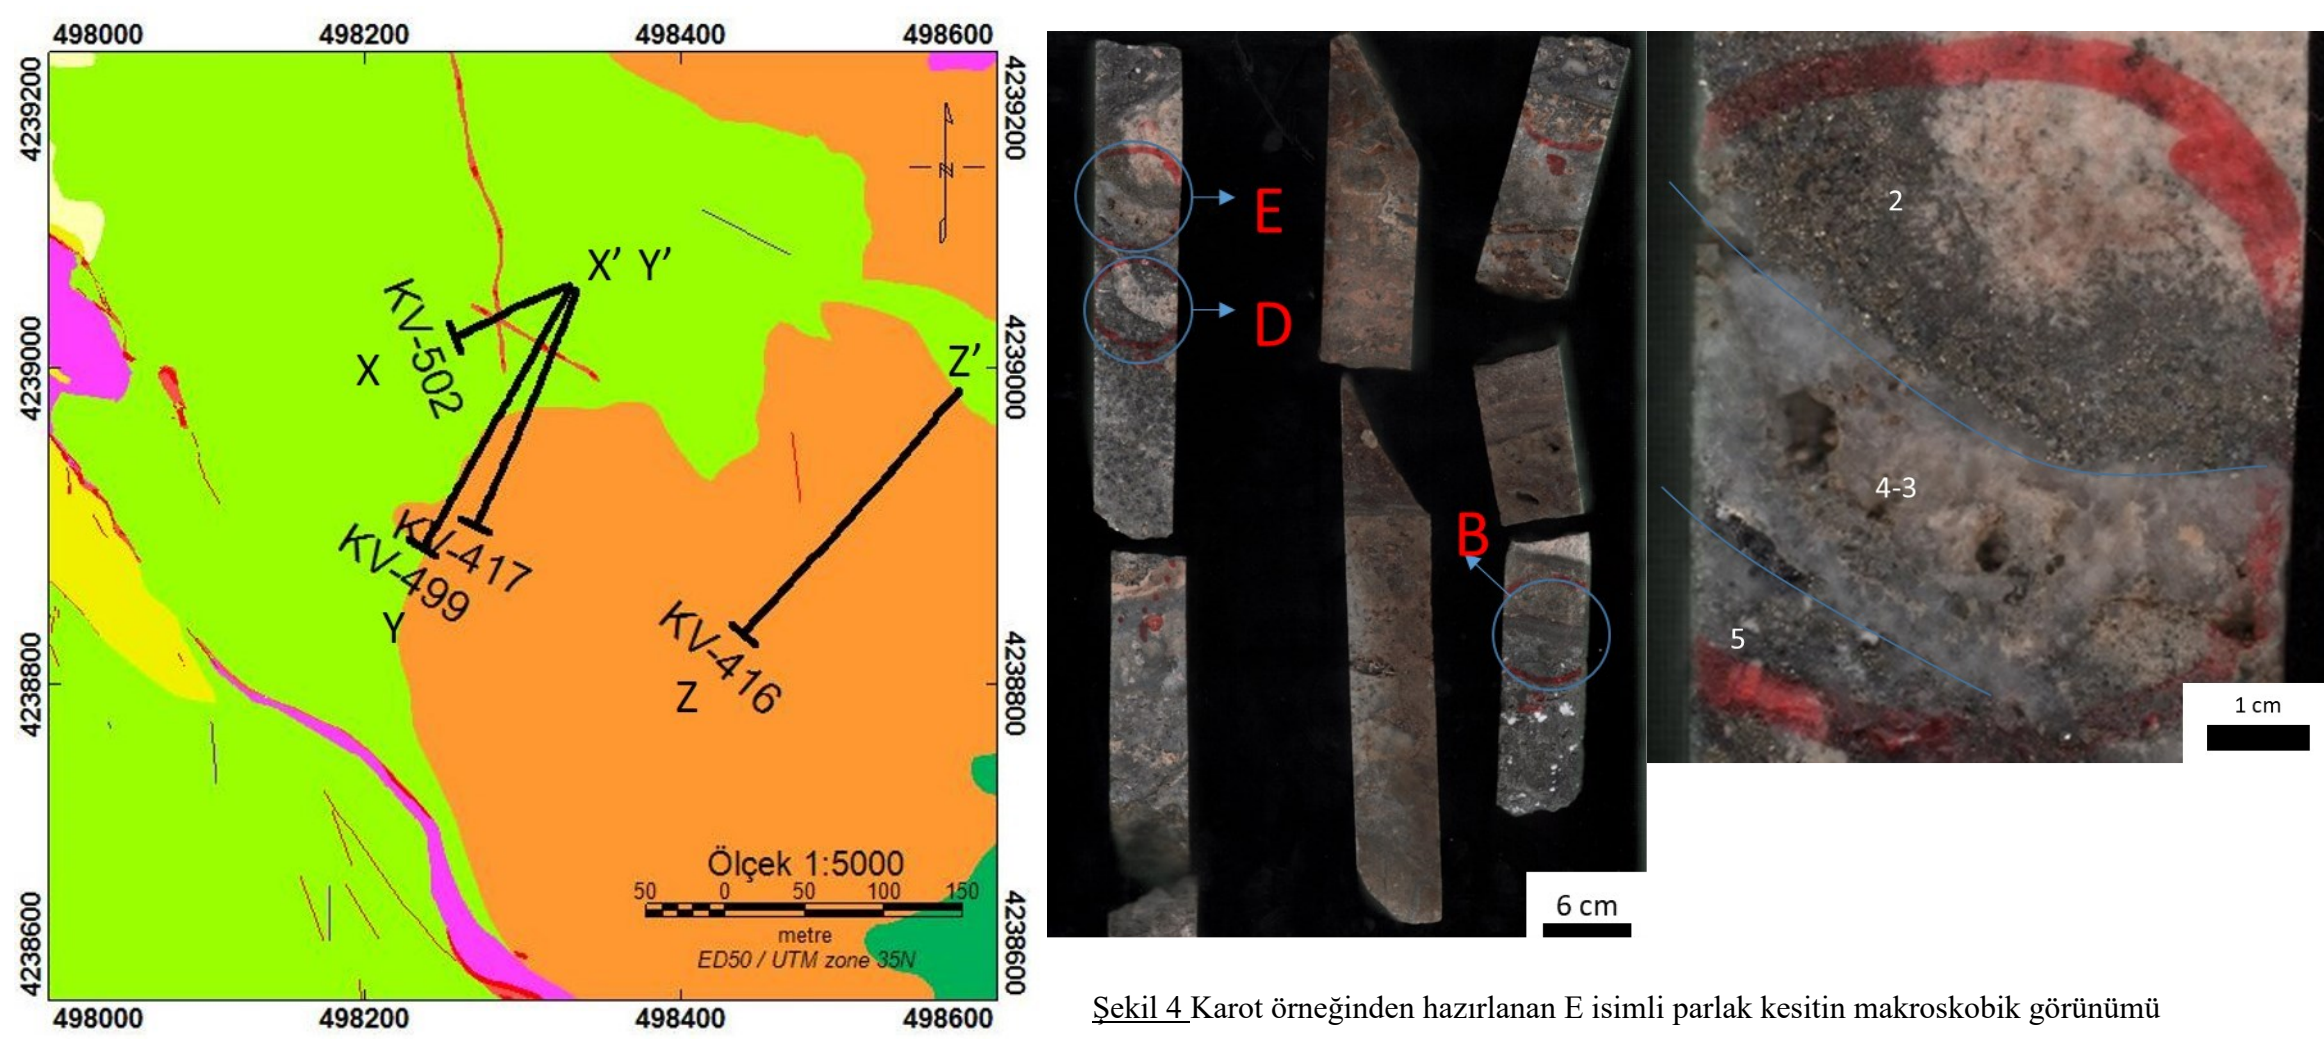 498000 498200 498400 498600
4239200
4239200
X' Y'
KV-502
X
Z'
4239000
4239000
KV-417
KV-499
Y
KV-416
Z
4238800
4238800
Ölçek 1:5000
50 0 50 100 150
metre
ED50 / UTM zone 35N
4238600
4238600
498000 498200 498400 498600
N
E
D
B
6 cm
2
4-3
5
1 cm
Şekil 4 Karot örneğinden hazırlanan E isimli parlak kesitin makroskobik görünümü